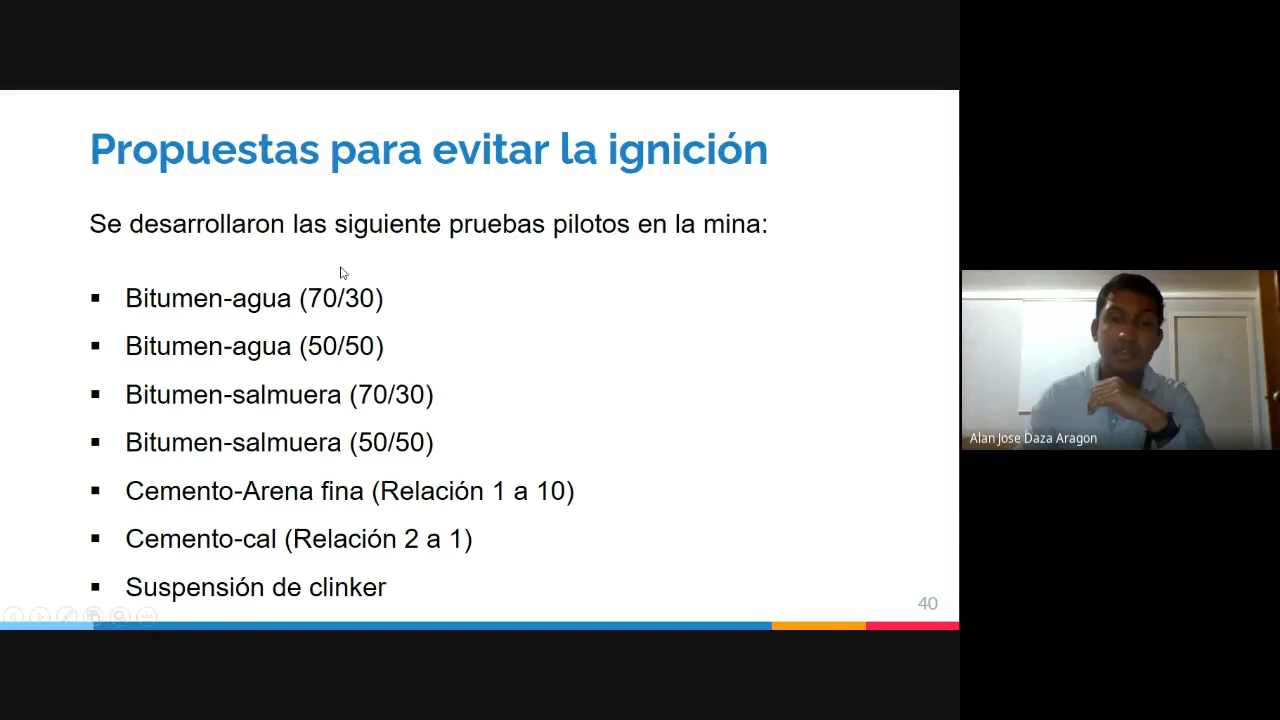 Propuestas para evitar la ignición
Se desarrollaron las siguiente pruebas pilotos en la mina:
▪ Bitumen-agua (70/30)
▪ Bitumen-agua (50/50)
▪ Bitumen-salmuera (70/30)
▪ Bitumen-salmuera (50/50)
▪ Cemento-Arena fina (Relación 1 a 10)
▪ Cemento-cal (Relación 2 a 1)
▪ Suspensión de clinker
40
Alan Jose Daza Aragon